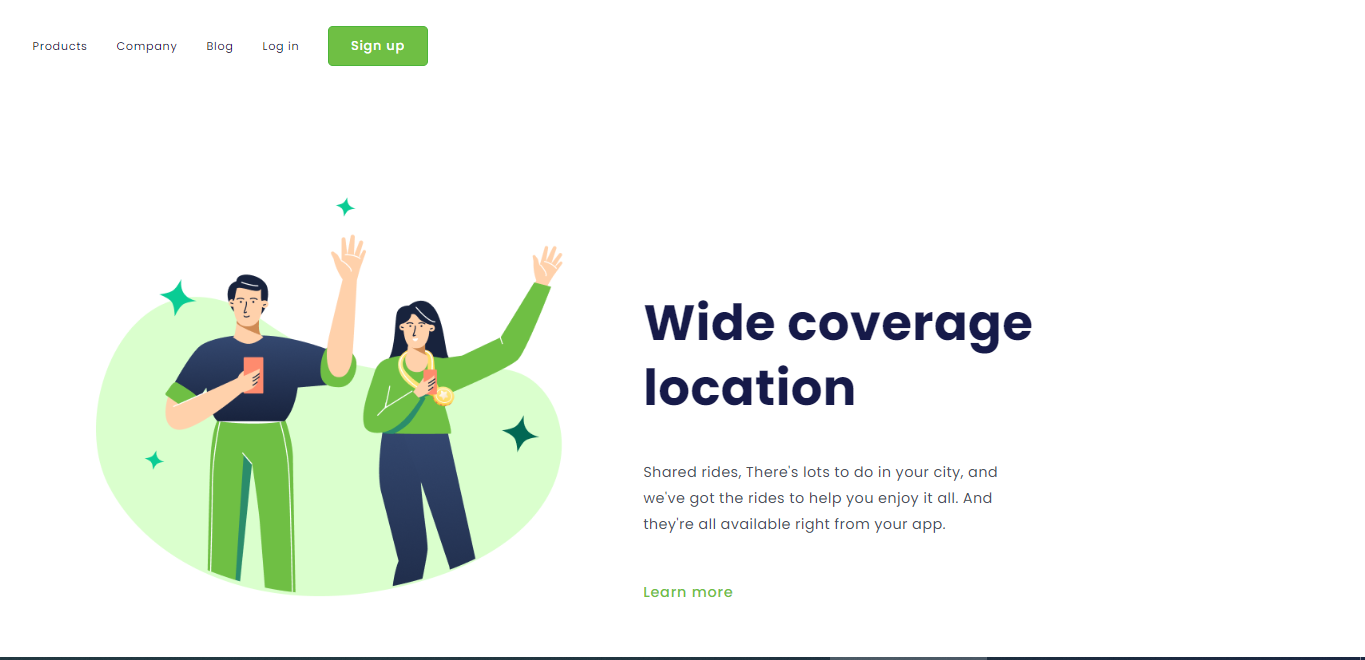 Products Company Blog Log in Sign up
Wide coverage
location
Shared rides, There's lots to do in your city, and
we've got the rides to help you enjoy it all. And
they're all available right from your app.
Learn more